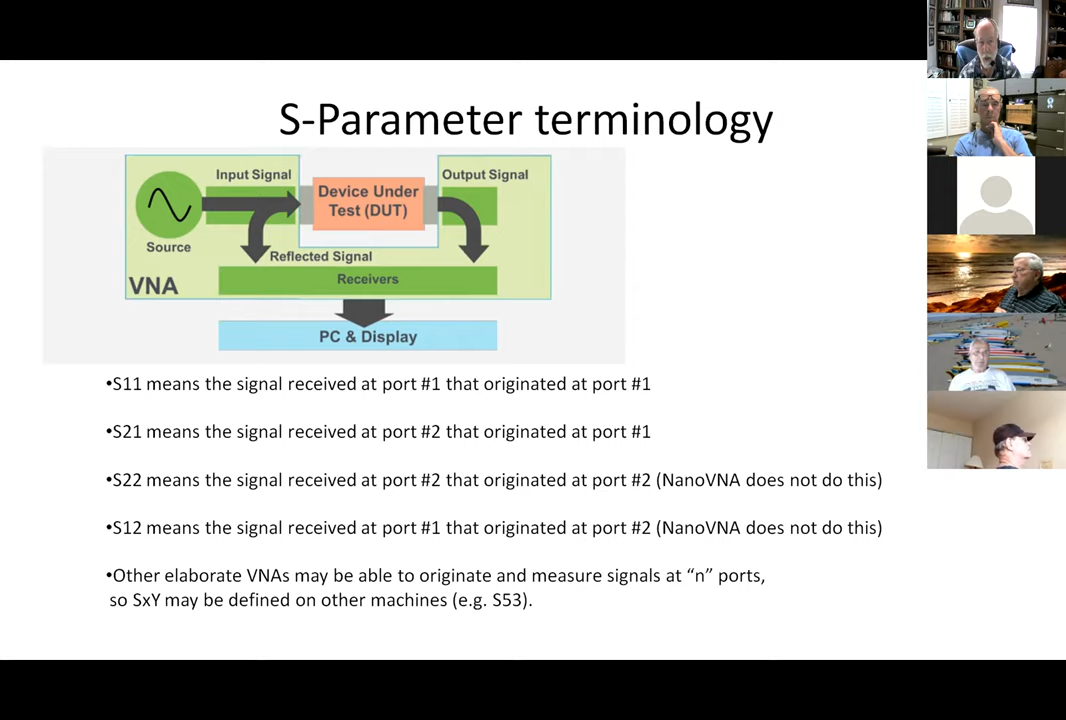 S-Parameter terminology
Input Signal
Output Signal
Device Under
Test (DUT)
Source
Reflected Signal
VNA
Receivers
PC & Display
•S11 means the signal received at port #1 that originated at port #1
•S21 means the signal received at port #2 that originated at port #1
•S22 means the signal received at port #2 that originated at port #2 (NanoVNA does not do this)
•S12 means the signal received at port #1 that originated at port #2 (NanoVNA does not do this)
•Other elaborate VNAs may be able to originate and measure signals at “n” ports,
so SxY may be defined on other machines (e.g. S53).